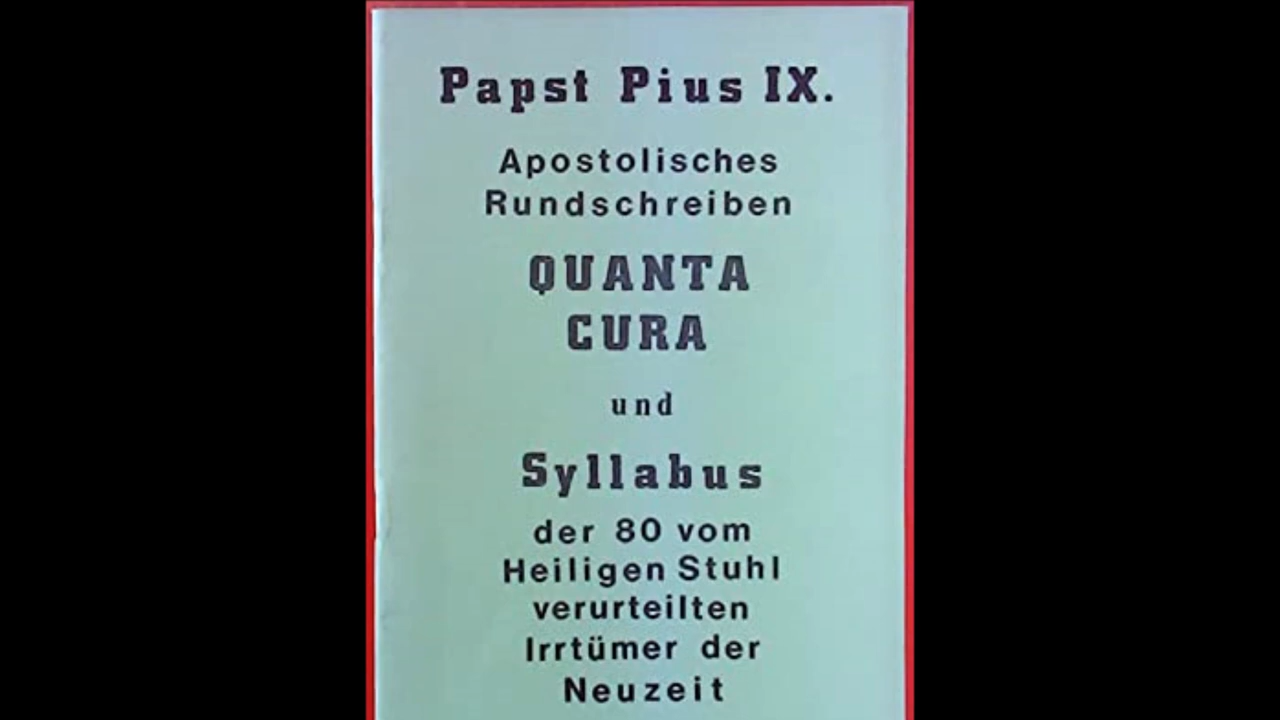 Papst Pius IX.
Apostolisches
Rundschreiben
QUANTA
CURA
und
Syllabus
der 80 vom
Heiligen Stuhl
verurteilten
Irrtümer der
Neuzeit